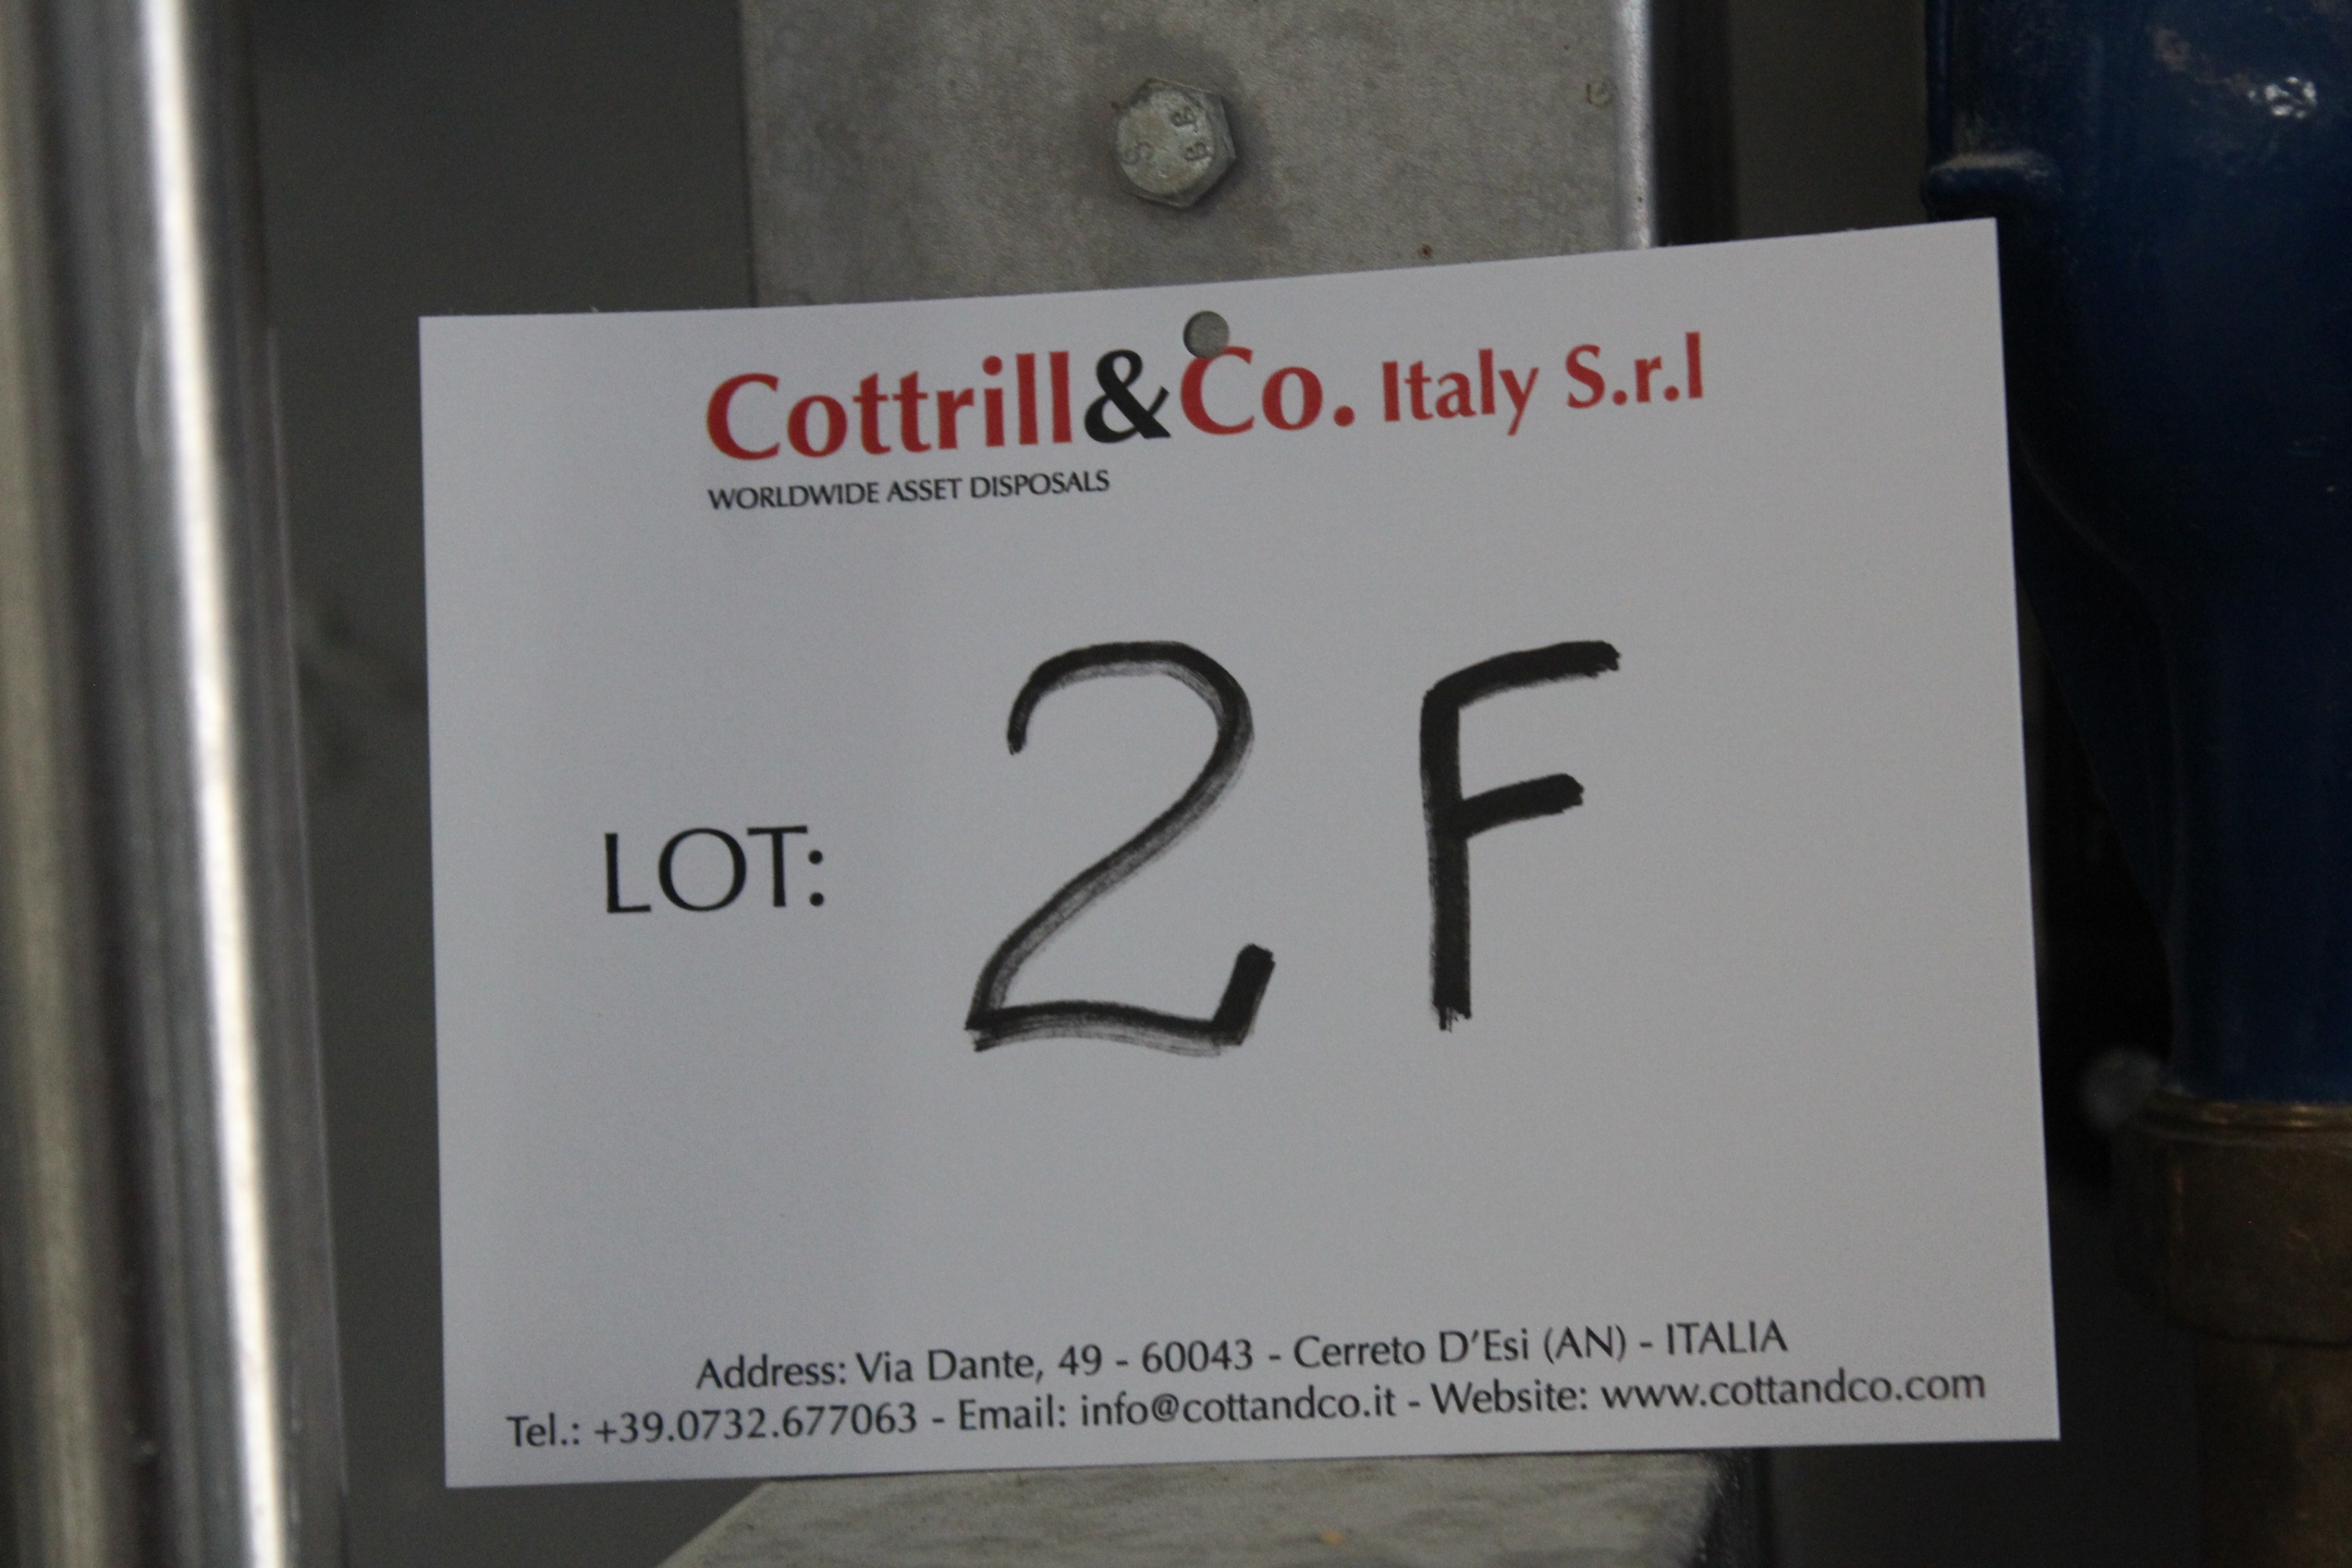 Cottrill&Co. Italy S.r.l
WORLDWIDE ASSET DISPOSALS
LOT: 2 F
Address: Via Dante, 49 - 60043 - Cerreto D'Esi (AN) - ITALIA
Tel.: +39.0732.677063 - Email: info@cottandco.it - Website: www.cottandco.com